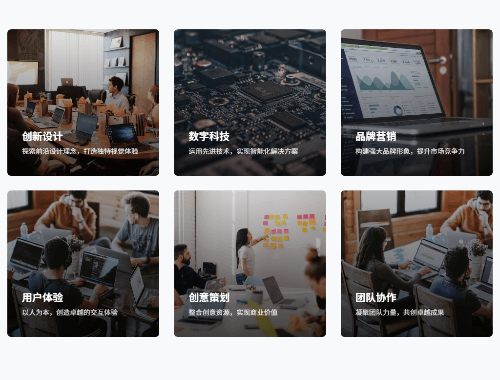 创新设计
探索前沿设计理念，打造独特视觉体验
数字科技
运用先进技术，实现智能化解决方案
品牌营销
构建强大品牌形象，提升市场竞争力
用户体验
以人为本，创造卓越的交互体验
创意策划
整合创意资源，实现商业价值
团队协作
凝聚团队力量，共创卓越成果